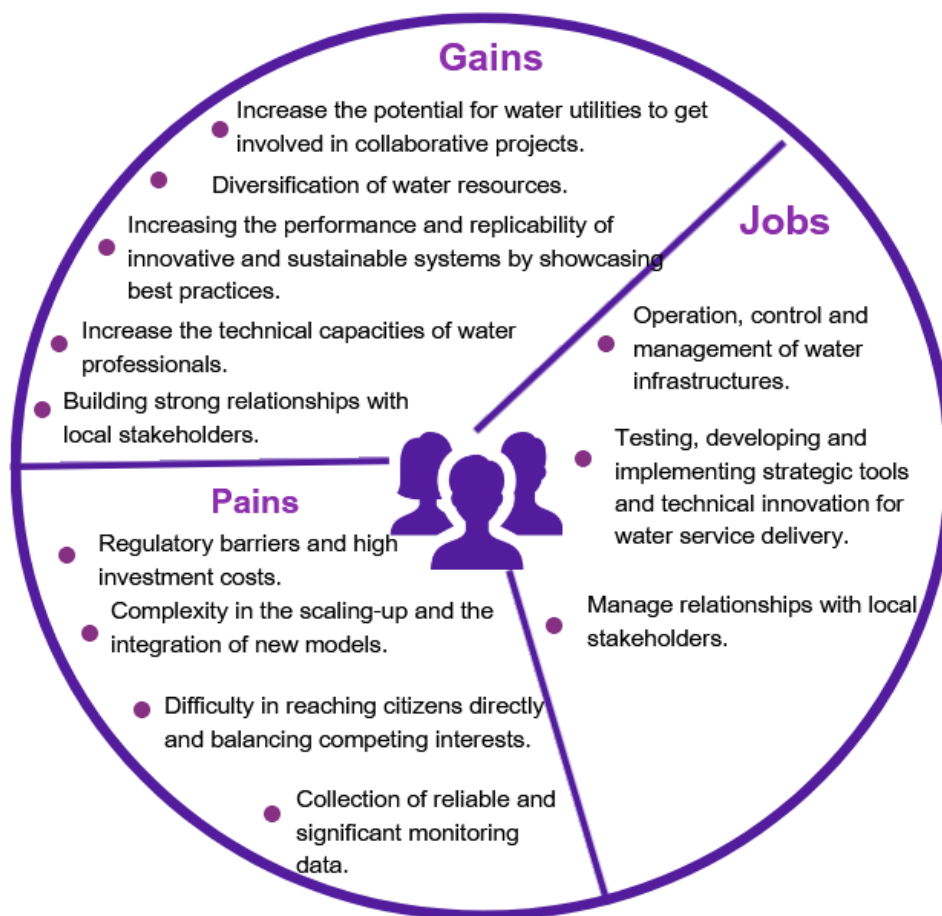 Gains
Increase the potential for water utilities to get
involved in collaborative projects.
Diversification of water resources.
Increasing the performance and replicability of
innovative and sustainable systems by showcasing
best practices.
Increase the technical capacities of water
professionals.
Building strong relationships with
local stakeholders.
Jobs
Operation, control and
management of water
infrastructures.
Testing, developing and
implementing strategic tools
and technical innovation for
water service delivery.
Manage relationships with local
stakeholders.
Pains
Regulatory barriers and high
investment costs.
Complexity in the scaling-up and the
integration of new models.
Difficulty in reaching citizens directly
and balancing competing interests.
Collection of reliable and
significant monitoring
data.